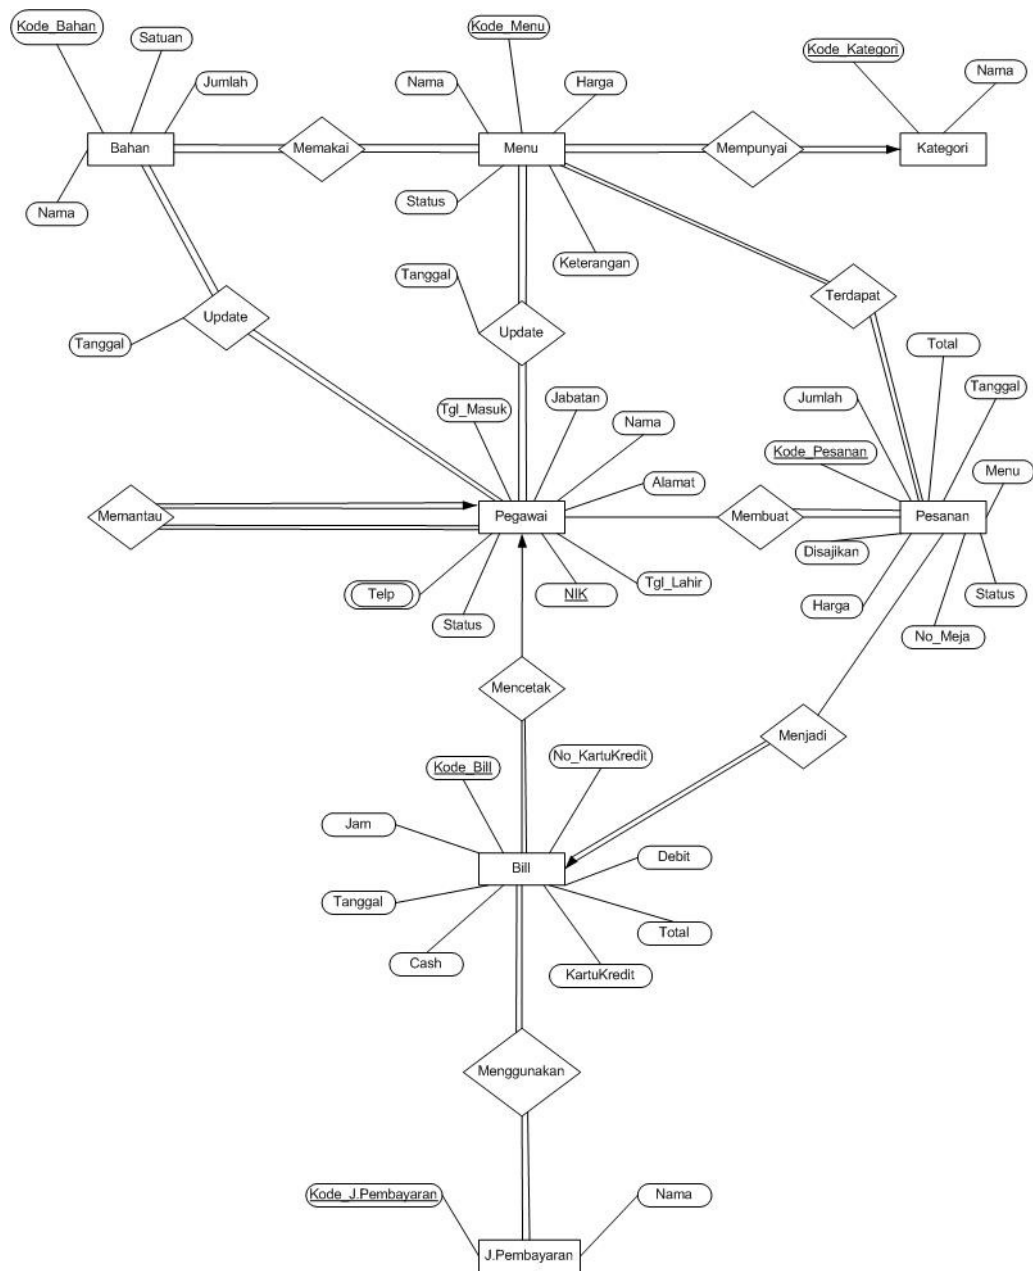 Kode_Bahan
Satuan
Jumlah
Bahan
Nama
Memakai
Kode_Menu
Nama
Harga
Menu
Status
Keterangan
Mempunyai
Kode_Kategori
Nama
Kategori
Update
Tanggal
Tanggal
Update
Terdapat
Tgl_Masuk
Jabatan
Nama
Alamat
Pegawai
Memantau
Telp
Status
NIK
Tgl_Lahir
Membuat
Total
Jumlah
Tanggal
Kode_Pesanan
Menu
Pesanan
Disajikan
Harga
No_Meja
Status
Mencetak
Menjadi
Kode_Bill
No_KartuKredit
Jam
Bill
Debit
Tanggal
Total
Cash
KartuKredit
Menggunakan
Kode_J.Pembayaran
Nama
J.Pembayaran